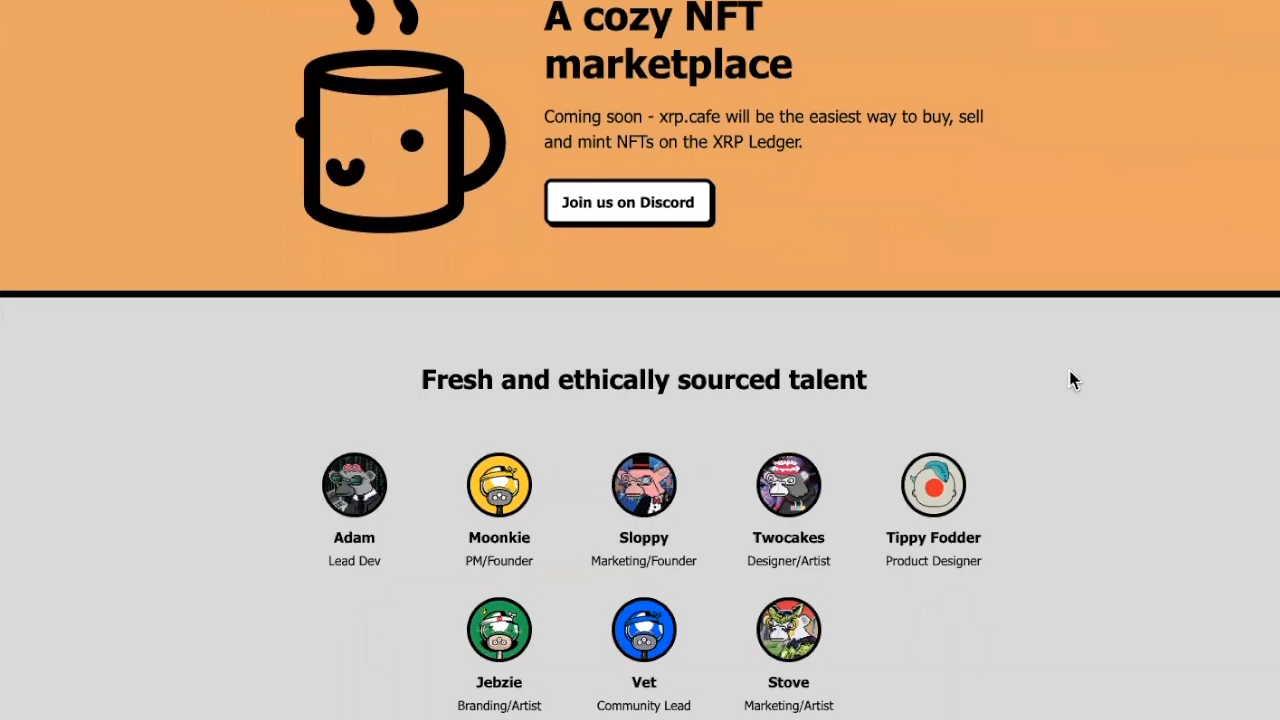 A cozy NFT
marketplace
Coming soon - xrp.cafe will be the easiest way to buy, sell
and mint NFTs on the XRP Ledger.
Join us on Discord
Fresh and ethically sourced talent
Adam
Lead Dev
Moonkie
PM/Founder
Sloppy
Marketing/Founder
Twocakes
Designer/Artist
Tippy Fodder
Product Designer
Jebzie
Branding/Artist
Vet
Community Lead
Stove
Marketing/Artist